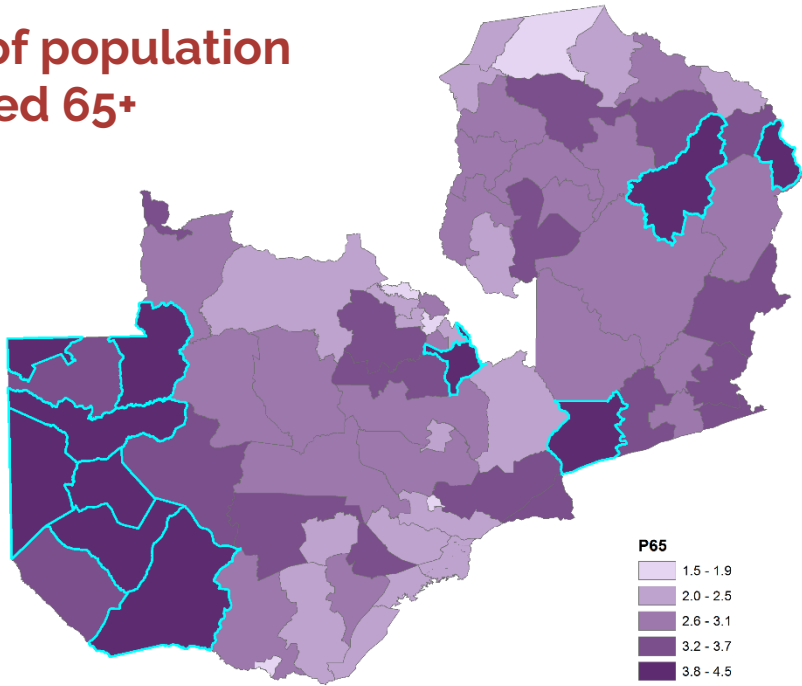 of population
ed 65+
P65
1.5 - 1.9
2.0 - 2.5
2.6 - 3.1
3.2 - 3.7
3.8 - 4.5